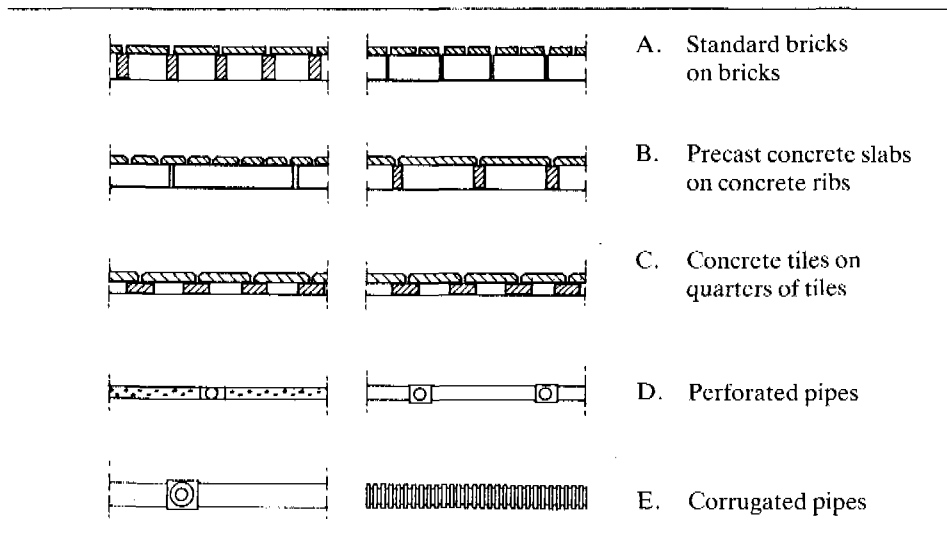 A. Standard bricks
on bricks
B. Precast concrete slabs
on concrete ribs
C. Concrete tiles on
quarters of tiles
D. Perforated pipes
E. Corrugated pipes